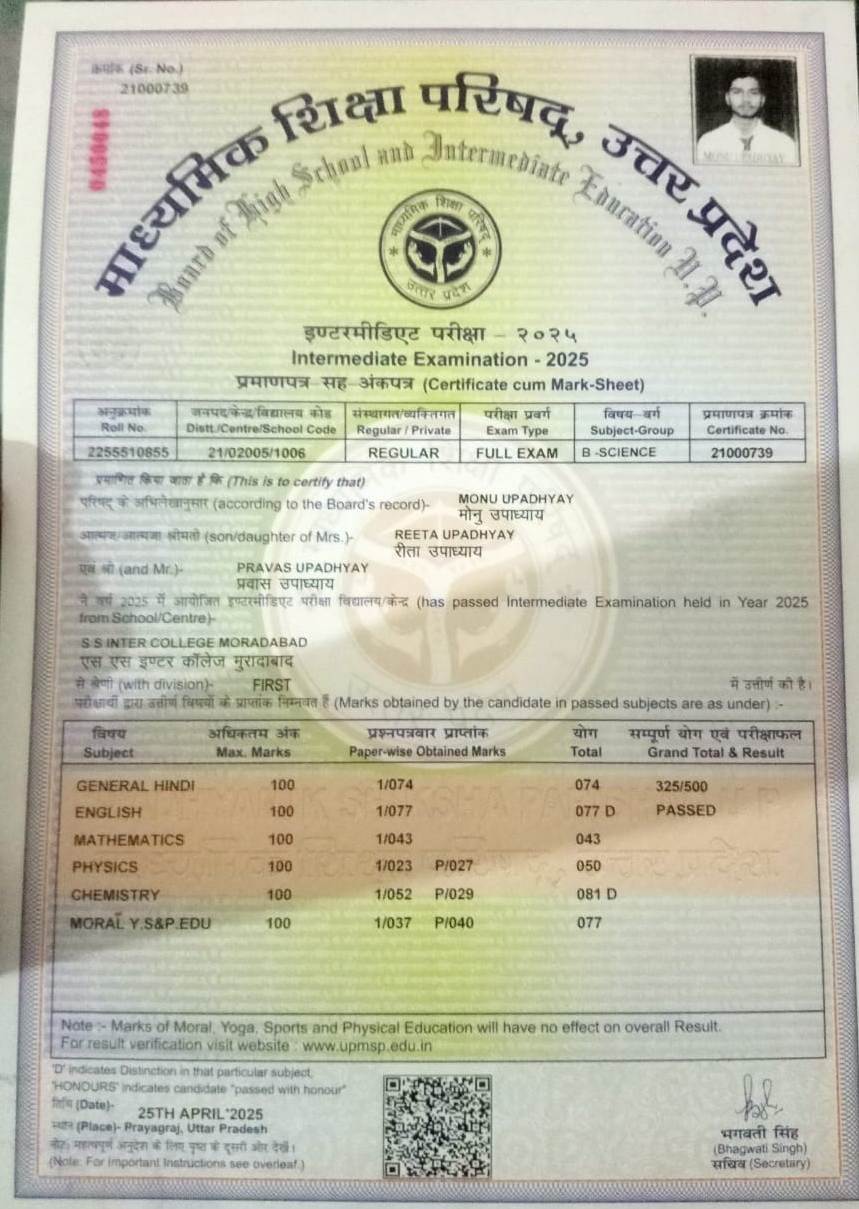 क्रमांक (Sr. No.)
21000739
0450648
MONU UPADHYAY
माध्यमिक शिक्षा परिषद्, उत्तर प्रदेश
Board of High School and Intermediate Education U.P.
माध्यमिक शिक्षा परिषद्
उत्तर प्रदेश
इण्टरमीडिएट परीक्षा – २०२५
Intermediate Examination - 2025
प्रमाणपत्र सह अंकपत्र (Certificate cum Mark-Sheet)
अनुक्रमांक जनपद/केन्द्र/विद्यालय कोड संस्थागत/व्यक्तिगत परीक्षा प्रवर्ग विषय वर्ग प्रमाणपत्र क्रमांक
Roll No. Distt./Centre/School Code Regular / Private Exam Type Subject-Group Certificate No.
2255510855 21/02005/1006 REGULAR FULL EXAM B -SCIENCE 21000739
प्रमाणित किया जाता है कि (This is to certify that)
परिषद के अभिलेखानुसार (according to the Board's record)- MONU UPADHYAY
मोनु उपाध्याय
आत्मज/आत्मजा श्रीमती (son/daughter of Mrs.)- REETA UPADHYAY
रीता उपाध्याय
एवं श्री (and Mr.)- PRAVAS UPADHYAY
प्रवास उपाध्याय
ने वर्ष 2025 में आयोजित इण्टरमीडिएट परीक्षा विद्यालय/केन्द्र (has passed Intermediate Examination held in Year 2025
from School/Centre)-
S S INTER COLLEGE MORADABAD
एस एस इण्टर कॉलेज मुरादाबाद
से श्रेणी (with division)- FIRST में उत्तीर्ण की है।
परीक्षार्थी द्वारा उत्तीर्ण विषयों के प्राप्तांक निम्नवत हैं (Marks obtained by the candidate in passed subjects are as under) :-
विषय अधिकतम अंक प्रश्नपत्रवार प्राप्तांक योग सम्पूर्ण योग एवं परीक्षाफल
Subject Max. Marks Paper-wise Obtained Marks Total Grand Total & Result
GENERAL HINDI 100 1/074 074 325/500
ENGLISH 100 1/077 077 D PASSED
MATHEMATICS 100 1/043 043
PHYSICS 100 1/023 P/027 050
CHEMISTRY 100 1/052 P/029 081 D
MORAL Y.S&P.EDU 100 1/037 P/040 077
Note :- Marks of Moral, Yoga, Sports and Physical Education will have no effect on overall Result.
For result verification visit website : www.upmsp.edu.in
'D' indicates Distinction in that particular subject,
'HONOURS' indicates candidate "passed with honour"
तिथि (Date)- 25TH APRIL'2025
स्थान (Place)- Prayagraj, Uttar Pradesh
नोट: महत्वपूर्ण अनुदेश के लिए पृष्ठ के दूसरी ओर देखें।
(Note: For Important Instructions see overleaf.)
भगवती सिंह
(Bhagwati Singh)
सचिव (Secretary)